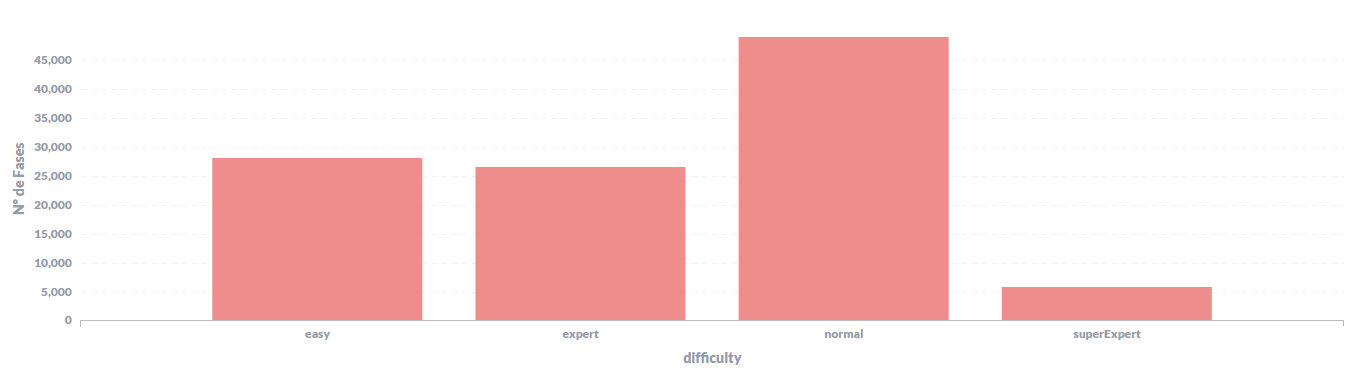 45,000
40,000
35,000
30,000
25,000
20,000
15,000
10,000
5,000
0
N° de Fases
easy
expert
normal
superExpert
difficulty